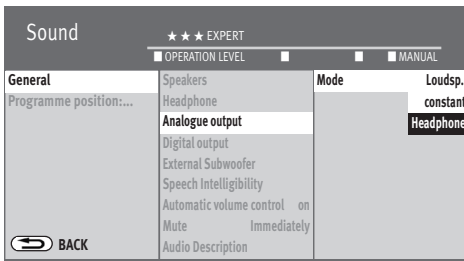 Sound
★★★ EXPERT
OPERATION LEVEL MANUAL
General
Programme position:...
Speakers
Headphone
Analogue output
Digital output
External Subwoofer
Speech Intelligibility
Automatic volume control on
Mute Immediately
Audio Description
Mode Loudsp.
constant
Headphone
BACK